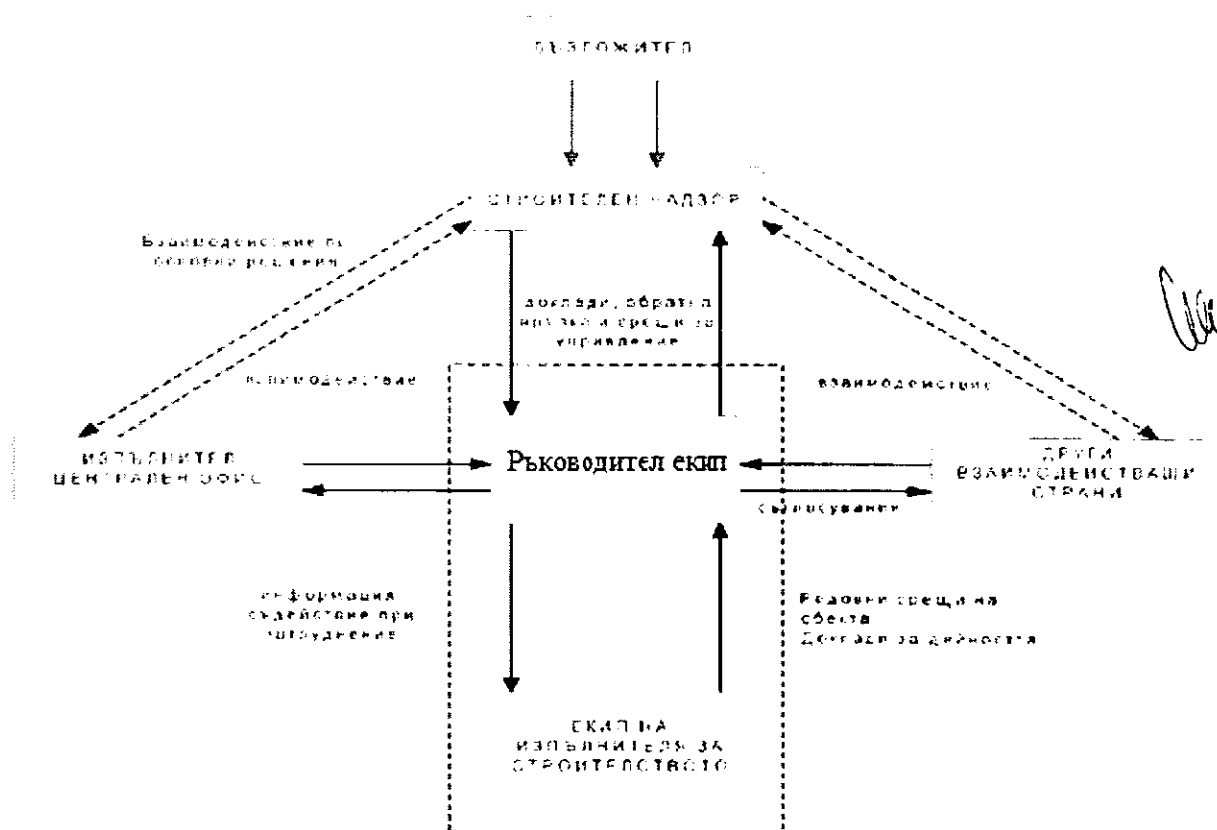 ВЪЗЛОЖИТЕЛ
СТРОИТЕЛЕН НАДЗОР
Взаимодействие по
основни решения
доклади, обратна
връзка и срещи за
управление
взаимодействие
взаимодействие
ИЗПЪЛНИТЕЛ
ЦЕНТРАЛЕН ОФИС
Ръководител екип
ДРУГИ
ВЗАИМОДЕЙСТВАЩИ
СТРАНИ
съгласуванен
информация
съдействие при
затруднение
Редовни срещи на
обекта
Доклади за дейността
ЕКИП НА
ИЗПЪЛНИТЕЛЯ ЗА
СТРОИТЕЛСТВОТО